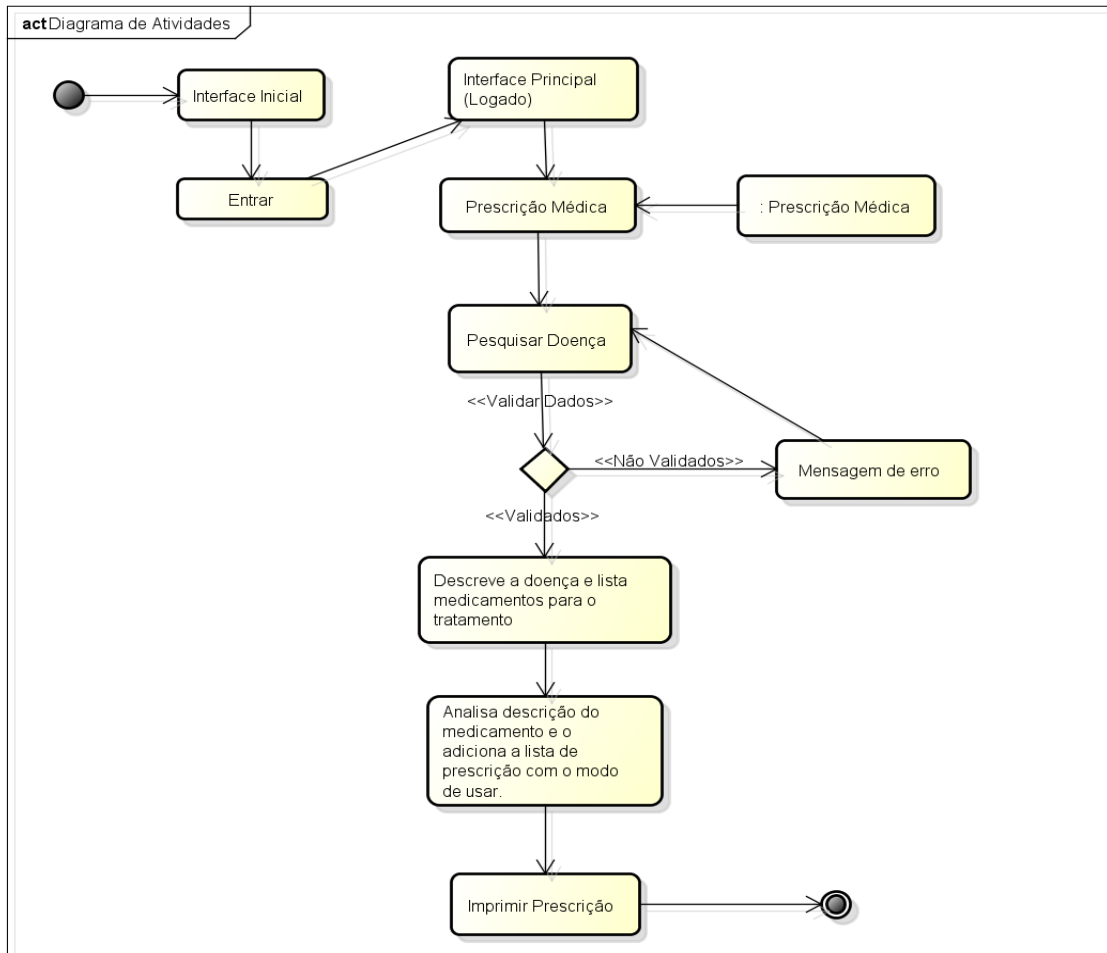 act Diagrama de Atividades
Interface Inicial
Interface Principal
(Logado)
Entrar
Prescrição Médica
: Prescrição Médica
Pesquisar Doença
<<Validar Dados>>
<<Não Validados>>
Mensagem de erro
<<Validados>>
Descreve a doença e lista
medicamentos para o
tratamento
Analisa descrição do
medicamento e o
adiciona a lista de
prescrição com o modo
de usar.
Imprimir Prescrição